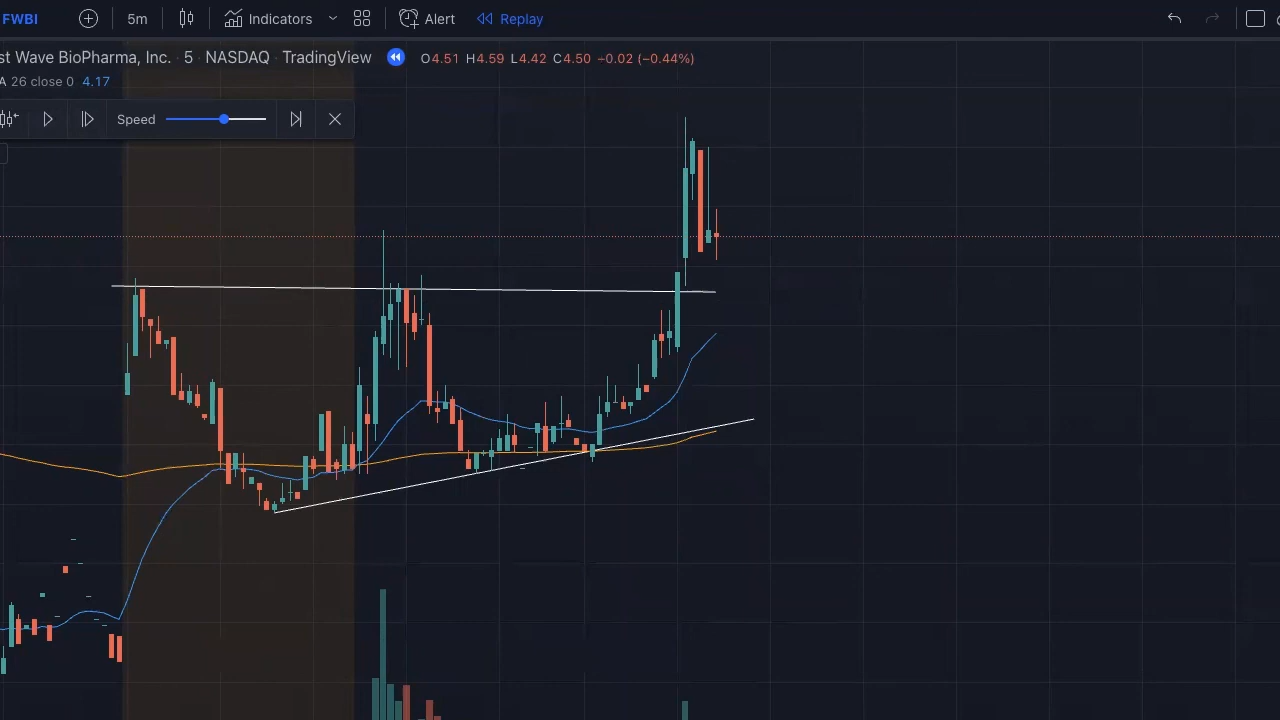 FWBI 5m Indicators Alert Replay
st Wave BioPharma, Inc. · 5 · NASDAQ · TradingView O4.51 H4.59 L4.42 C4.50 −0.02 (−0.44%)
A 26 close 0 4.17
Speed